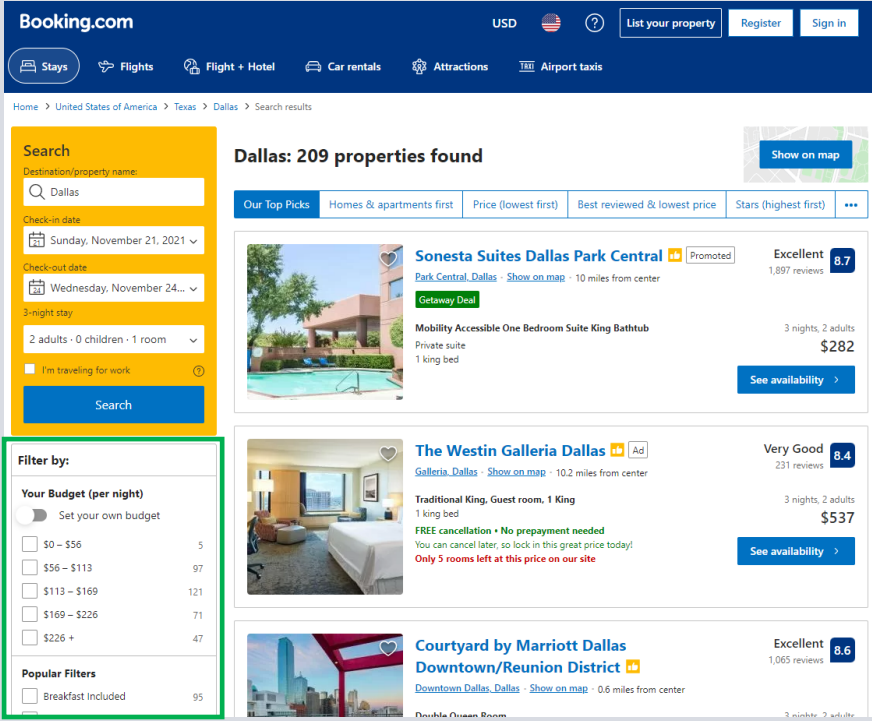 Booking.com
USD
?
List your property
Register
Sign in
Stays
Flights
Flight + Hotel
Car rentals
Attractions
TAXI
Airport taxis
Home > United States of America > Texas > Dallas > Search results
Search
Destination/property name:
Dallas
Check-in date
21
Sunday, November 21, 2021
Check-out date
24
Wednesday, November 24...
3-night stay
2 adults · 0 children · 1 room
I'm traveling for work
?
Search
Filter by:
Your Budget (per night)
Set your own budget
$0 – $56 5
$56 – $113 97
$113 – $169 121
$169 – $226 71
$226 + 47
Popular Filters
Breakfast Included 95
Dallas: 209 properties found
Show on map
Our Top Picks
Homes & apartments first
Price (lowest first)
Best reviewed & lowest price
Stars (highest first)
•••
Sonesta Suites Dallas Park Central
Promoted
Excellent 8.7
1,897 reviews
Park Central, Dallas · Show on map · 10 miles from center
Getaway Deal
Mobility Accessible One Bedroom Suite King Bathtub
Private suite
1 king bed
3 nights, 2 adults
$282
See availability >
The Westin Galleria Dallas
Ad
Very Good 8.4
231 reviews
Galleria, Dallas · Show on map · 10.2 miles from center
Traditional King, Guest room, 1 King
1 king bed
FREE cancellation • No prepayment needed
You can cancel later, so lock in this great price today!
Only 5 rooms left at this price on our site
3 nights, 2 adults
$537
See availability >
Courtyard by Marriott Dallas
Downtown/Reunion District
Excellent 8.6
1,065 reviews
Downtown Dallas, Dallas · Show on map · 0.6 miles from center
Double Queen Room
3 nights, 2 adults